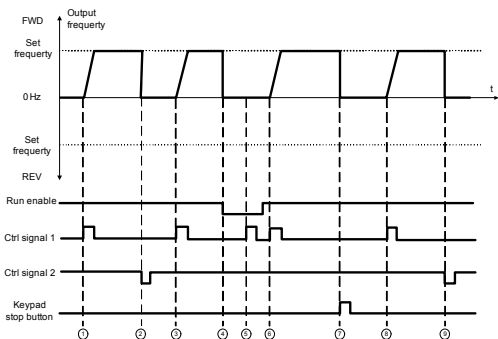 FWD
Output
frequerty
Set
frequerty
0 Hz
t
Set
frequerty
REV
Run enable
Ctrl signal 1
Ctrl signal 2
Keypad
stop button
1 2 3 4 5 6 7 8 9